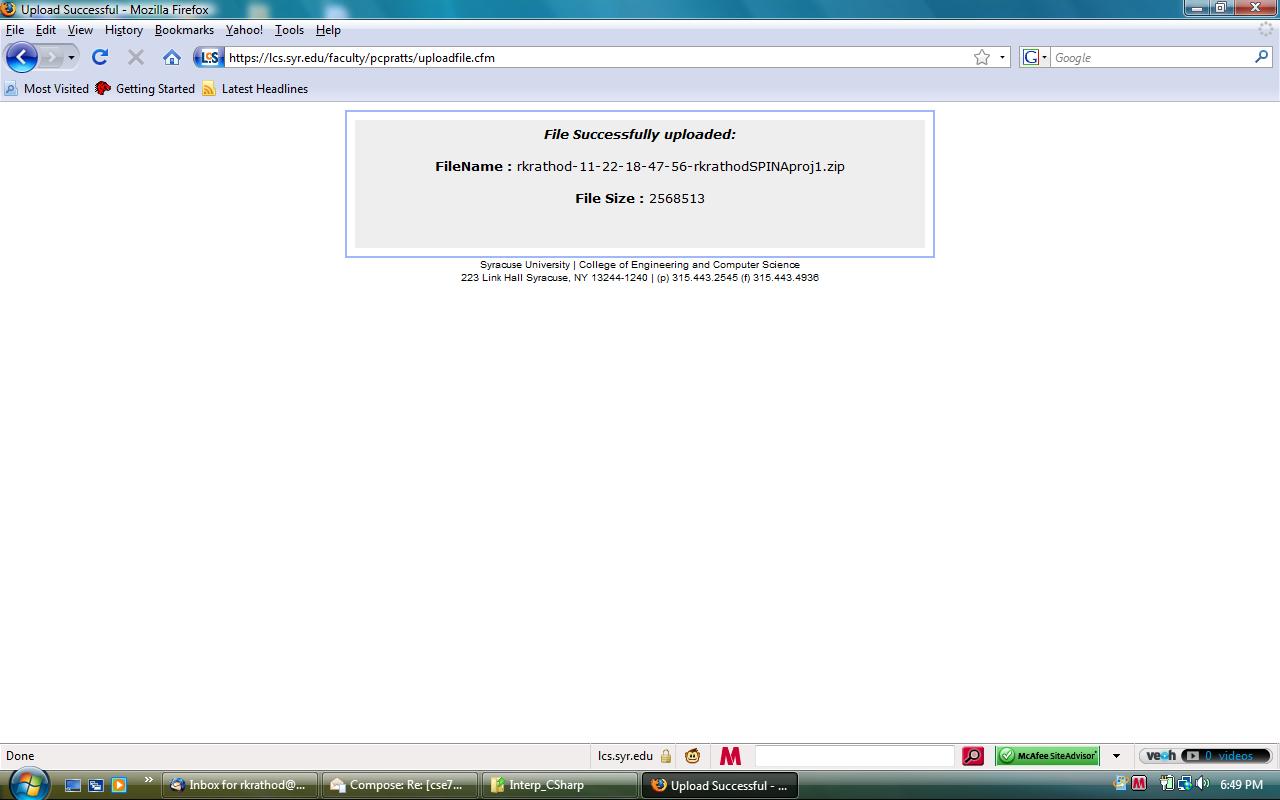 Upload Successful - Mozilla Firefox
File Edit View History Bookmarks Yahoo! Tools Help
LCS https://lcs.syr.edu/faculty/pcpratts/uploadfile.cfm G Google
Most Visited Getting Started Latest Headlines
File Successfully uploaded:
FileName : rkrathod-11-22-18-47-56-rkrathodSPINAproj1.zip
File Size : 2568513
Syracuse University | College of Engineering and Computer Science
223 Link Hall Syracuse, NY 13244-1240 | (p) 315.443.2545 (f) 315.443.4936
Done lcs.syr.edu M McAfee SiteAdvisor veoh 0 videos
» Inbox for rkrathod@... Compose: Re: [cse7... Interp_CSharp Upload Successful - ... M 6:49 PM